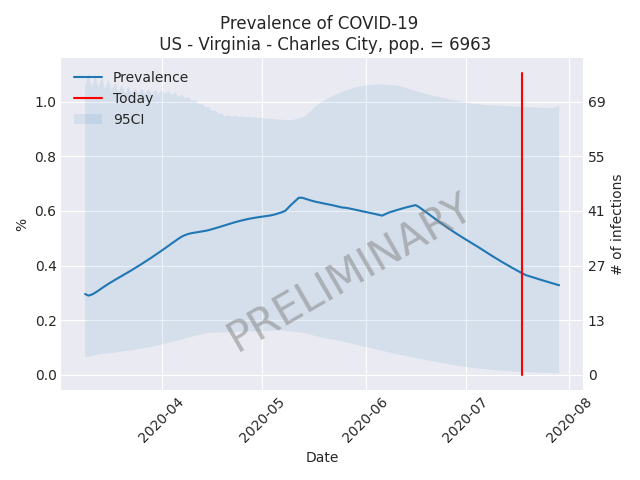 Prevalence of COVID-19
US - Virginia - Charles City, pop. = 6963
Prevalence
Today
95CI
1.0
0.8
0.6
0.4
0.2
0.0
%
69
55
41
27
13
0
# of infections
PRELIMINARY
2020-04
2020-05
2020-06
2020-07
2020-08
Date